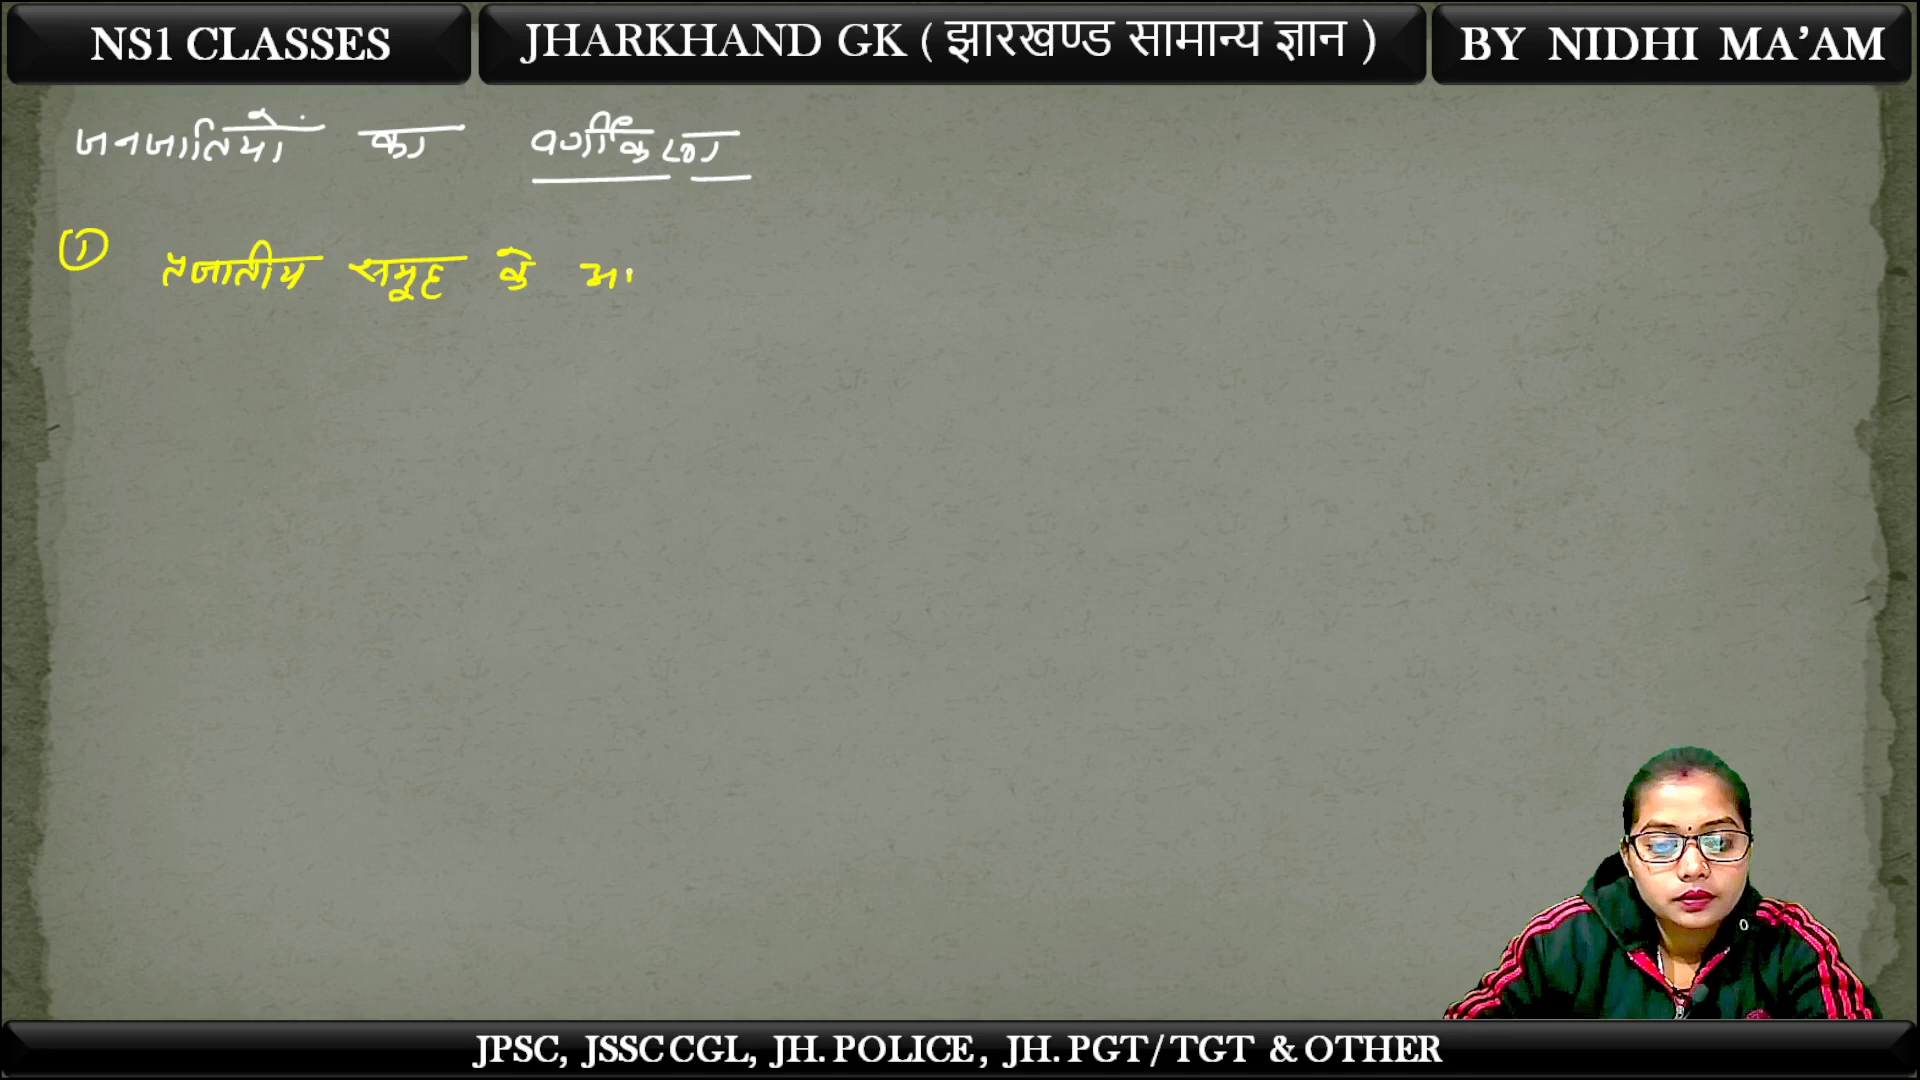 NS1 CLASSES
JHARKHAND GK ( झारखण्ड सामान्य ज्ञान )
BY NIDHI MA’AM
जनजातियों का वर्गीकरण
① प्रजातीय समूह के
JPSC, JSSC CGL, JH. POLICE, JH. PGT/ TGT & OTHER